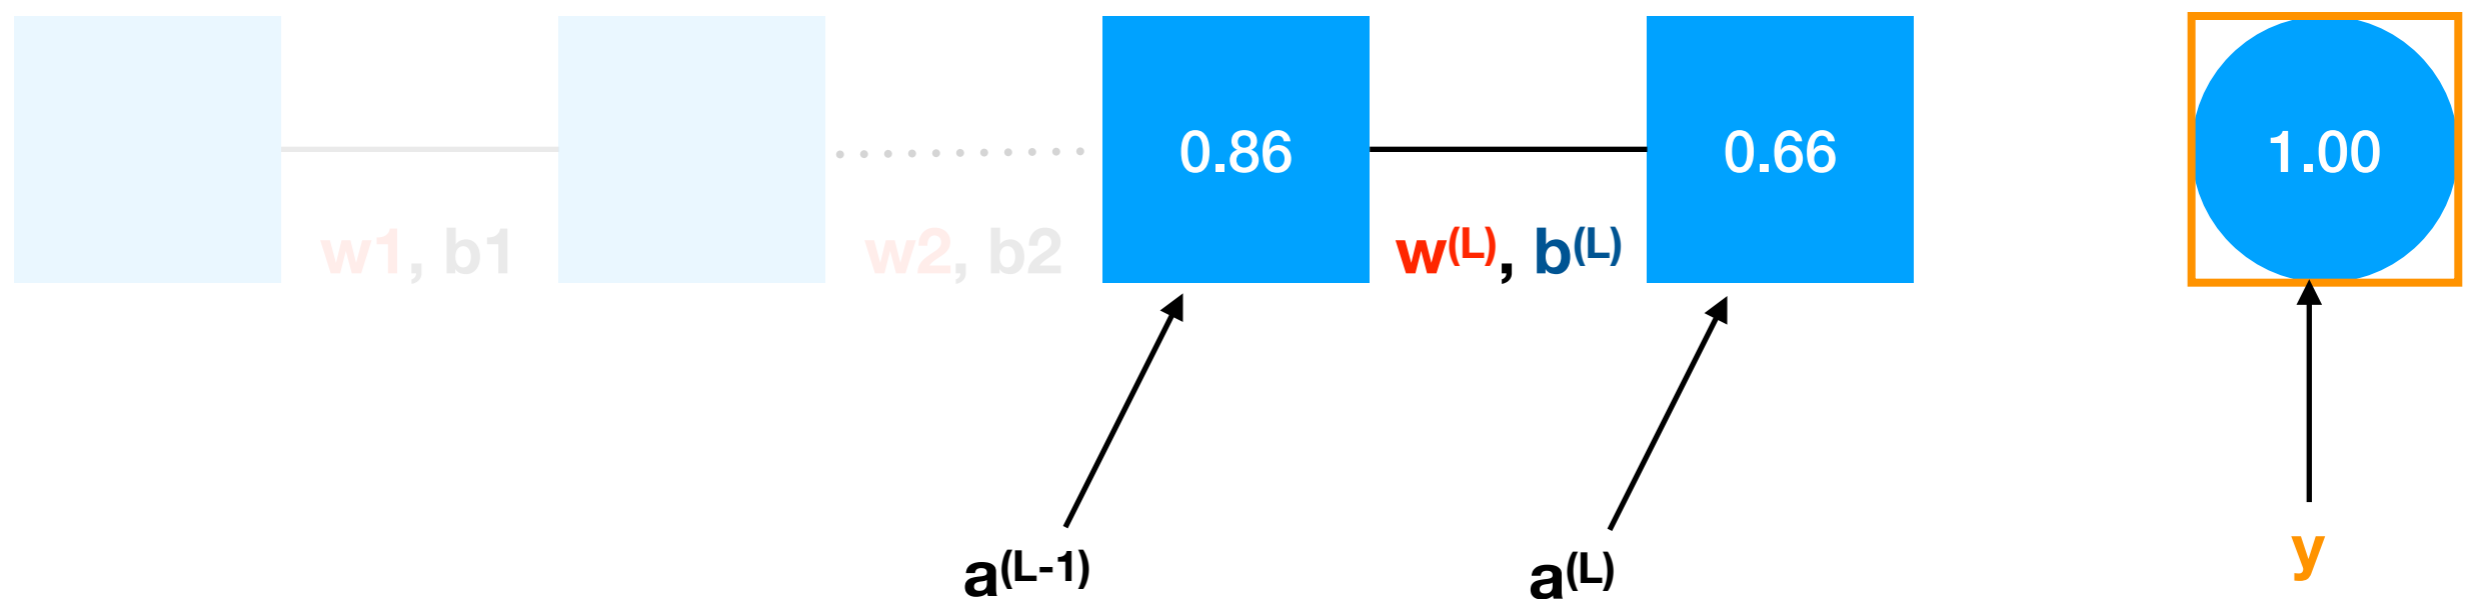 0.86 0.66 1.00
w1, b1 w2, b2 w(L), b(L)
a(L-1) a(L) y